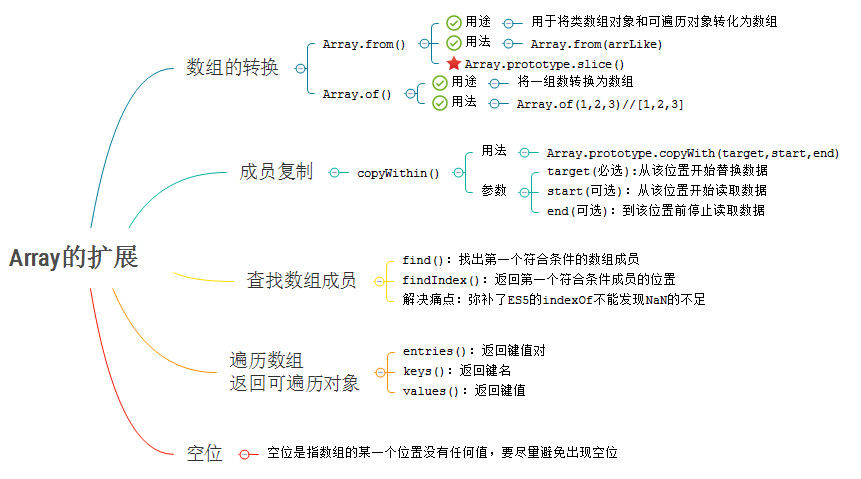 Array的扩展
数组的转换
Array.from()
用途
用于将类数组对象和可遍历对象转化为数组
用法
Array.from(arrLike)
Array.prototype.slice()
Array.of()
用途
将一组数转换为数组
用法
Array.of(1,2,3)//[1,2,3]
成员复制
copyWithin()
用法
Array.prototype.copyWith(target,start,end)
参数
target(必选):从该位置开始替换数据
start(可选): 从该位置开始读取数据
end(可选): 到该位置前停止读取数据
查找数组成员
find(): 找出第一个符合条件的数组成员
findIndex(): 返回第一个符合条件成员的位置
解决痛点: 弥补了ES5的indexOf不能发现NaN的不足
遍历数组
返回可遍历对象
entries(): 返回键值对
keys(): 返回键名
values(): 返回键值
空位
空位是指数组的某一个位置没有任何值，要尽量避免出现空位